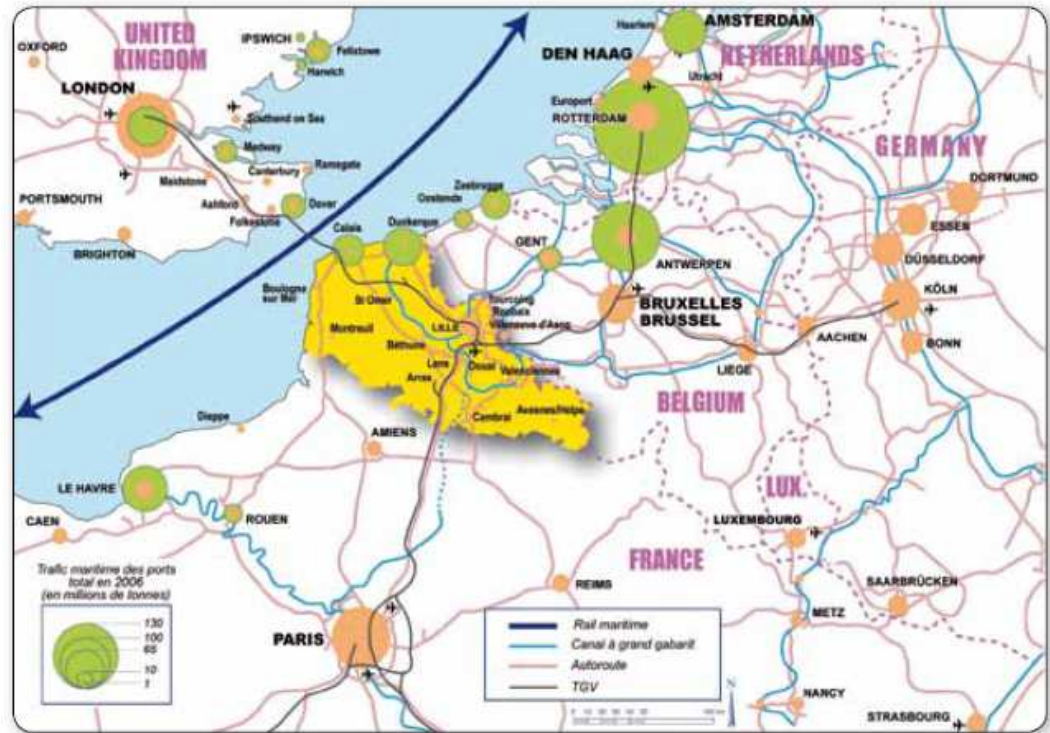 UNITED
KINGDOM
OXFORD
LONDON
IPSWICH
Felixtowe
Harwich
Southend on Sea
Medway
Canterbury
Ramsgate
Maidstone
Ashford
Folkestone
Dover
PORTSMOUTH
BRIGHTON
Haarlem
AMSTERDAM
DEN HAAG
NETHERLANDS
Utrecht
Europort
ROTTERDAM
GERMANY
DORTMUND
ESSEN
DÜSSELDORF
KÖLN
BONN
AACHEN
Zeebrugge
Oostende
GENT
ANTWERPEN
BRUXELLES
BRUSSEL
LIEGE
BELGIUM
Calais
Dunkerque
Boulogne
sur Mer
St Omer
Montreuil
Tourcoing
Roubaix
Villeneuve d'Ascq
LILLE
Béthune
Lens
Douai
Valenciennes
Arras
Cambrai
Avesnes/Helpe
Dieppe
AMIENS
LE HAVRE
CAEN
ROUEN
LUX.
LUXEMBOURG
FRANCE
REIMS
SAARBRÜCKEN
METZ
NANCY
STRASBOURG
PARIS
Trafic maritime des ports
total en 2006
(en millions de tonnes)
130
100
65
10
1
Rail maritime
Canal à grand gabarit
Autoroute
TGV
N